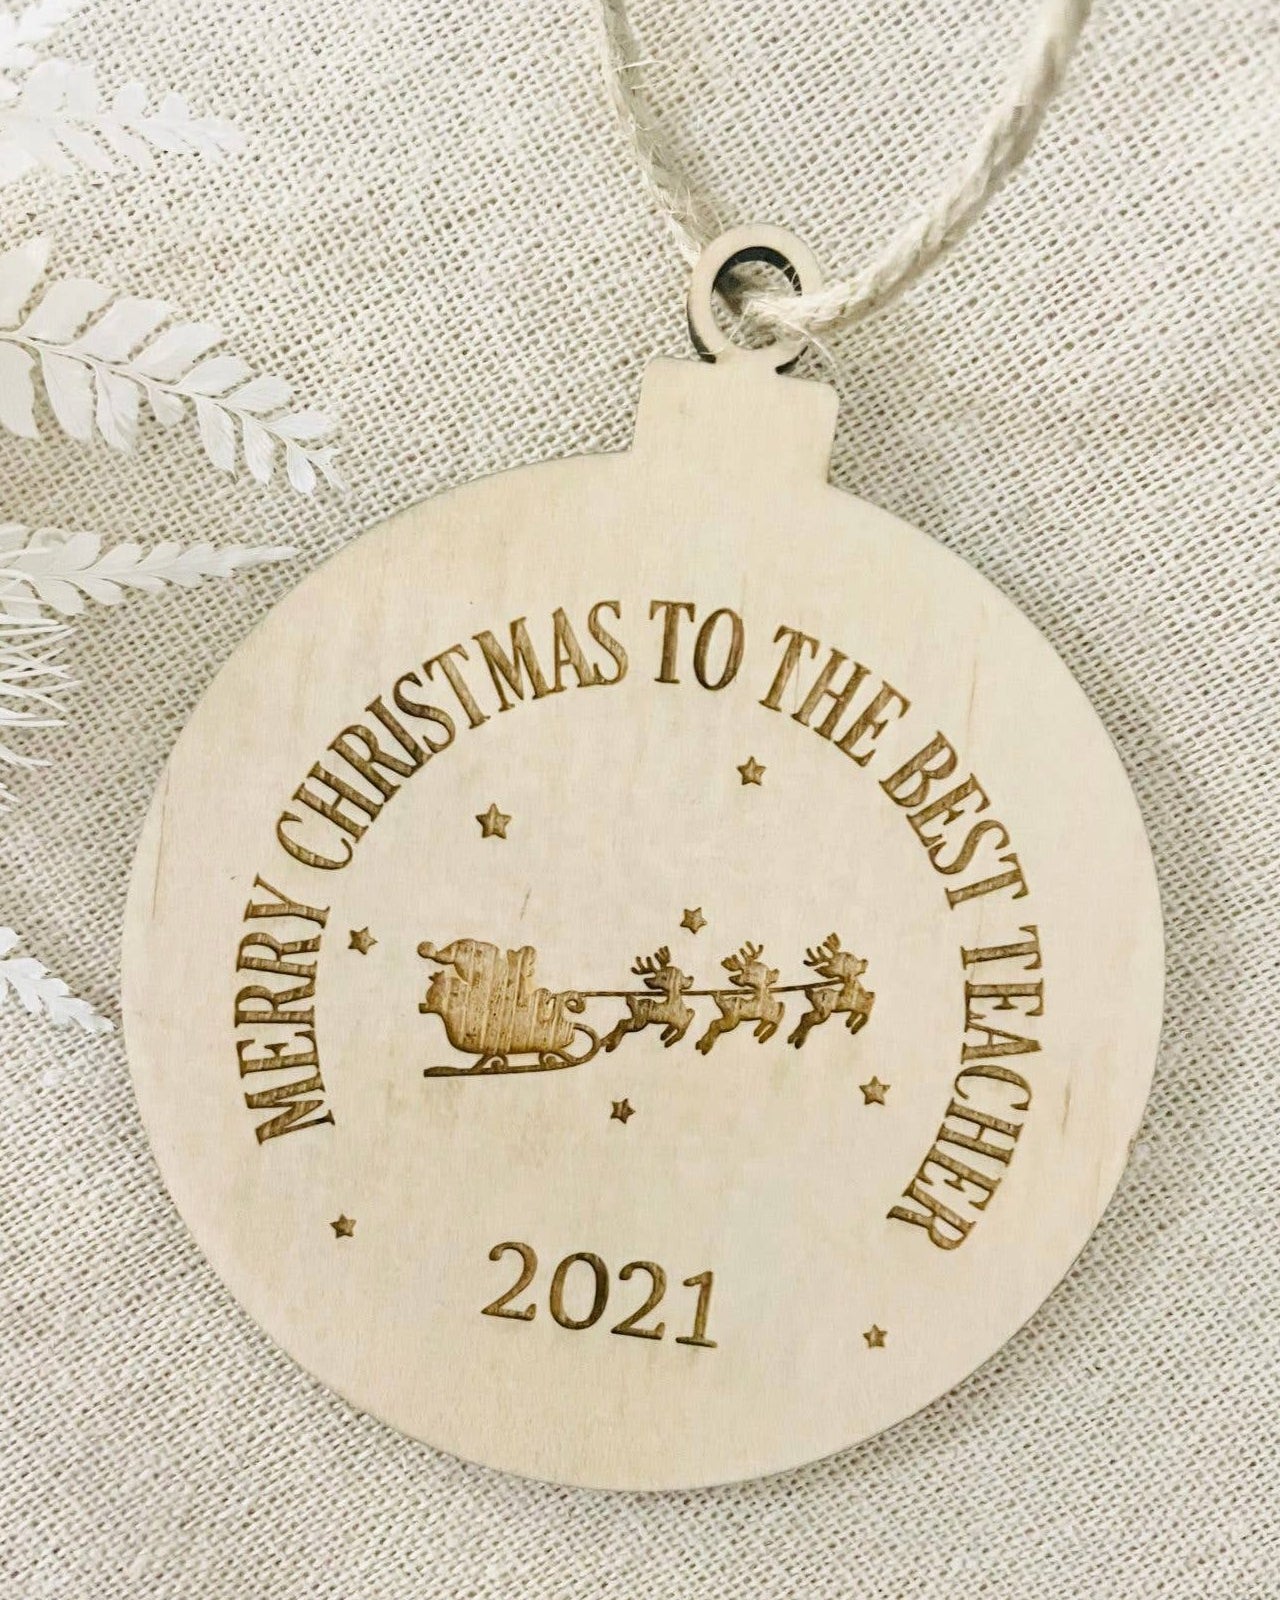 MERRY CHRISTMAS TO THE BEST TEACHER
2021